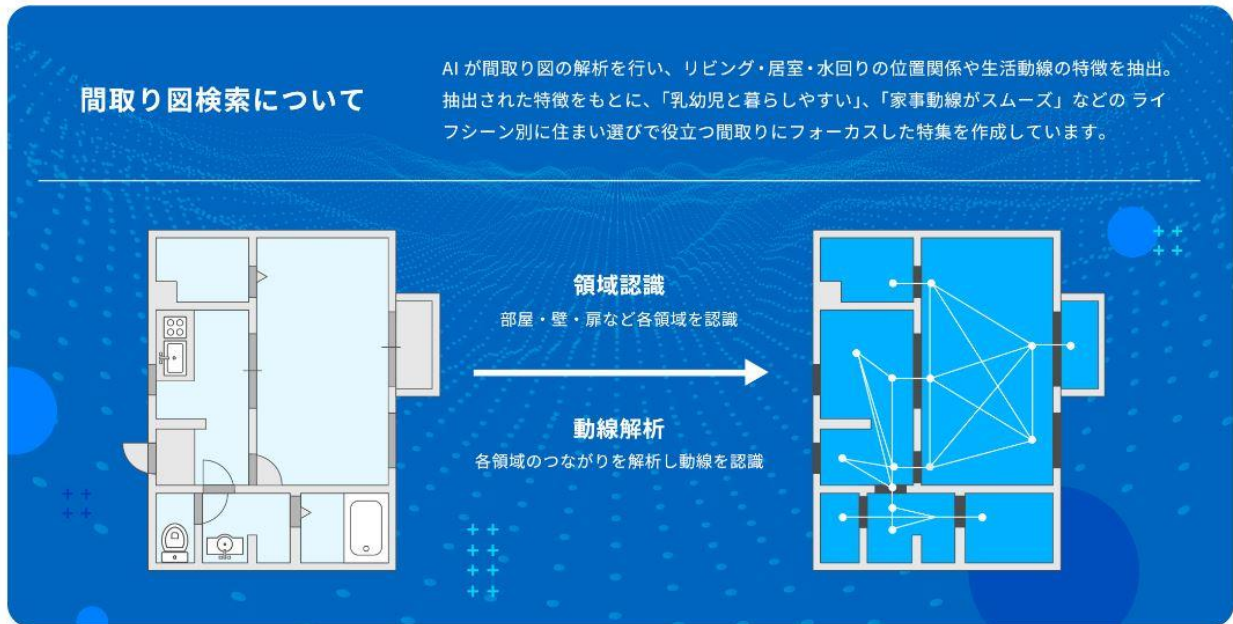 間取り図検索について
AI が間取り図の解析を行い、リビング・居室・水回りの位置関係や生活動線の特徴を抽出。
抽出された特徴をもとに、「乳幼児と暮らしやすい」、「家事動線がスムーズ」などの ライ
フシーン別に住まい選びで役立つ間取りにフォーカスした特集を作成しています。
領域認識
部屋・壁・扉など各領域を認識
動線解析
各領域のつながりを解析し動線を認識